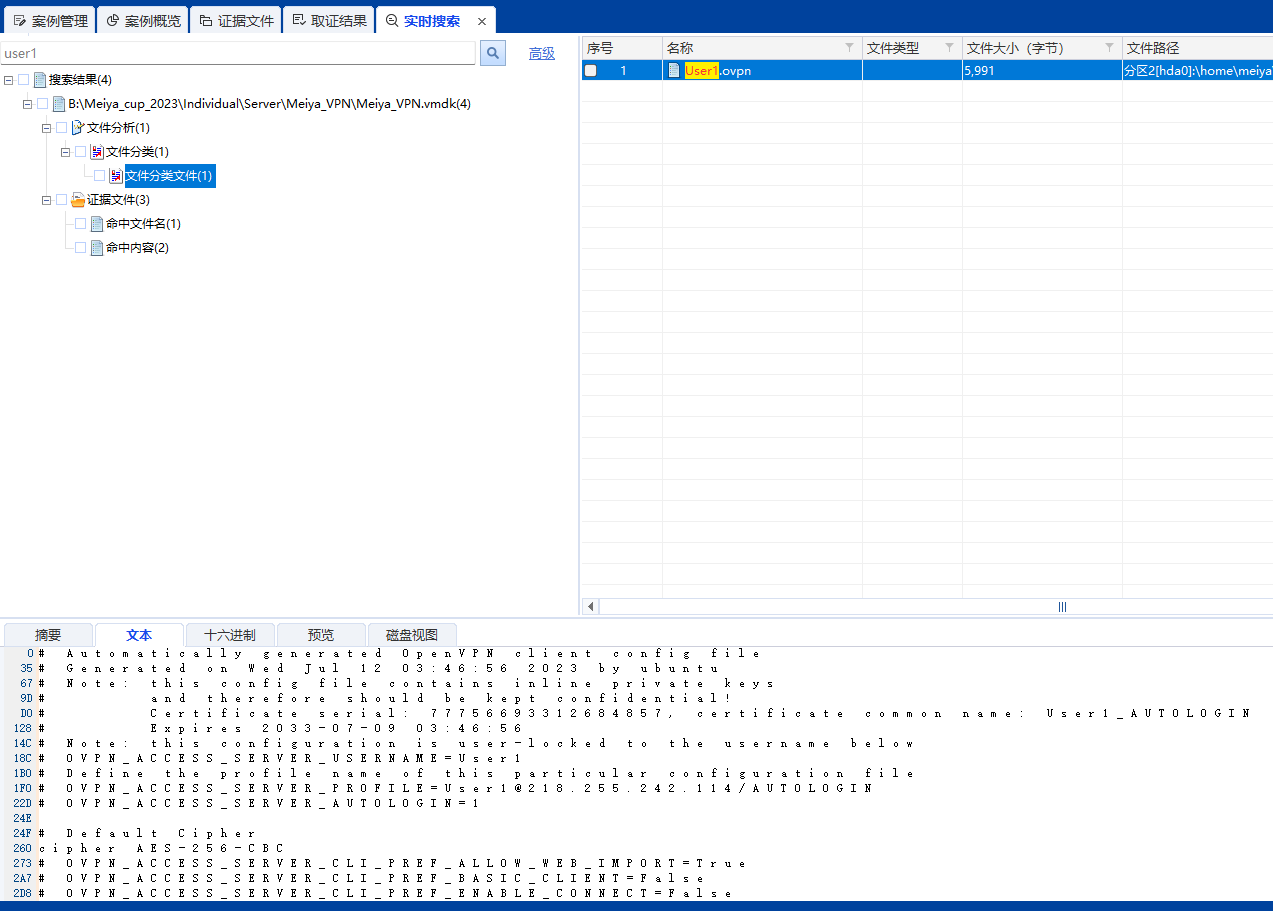 案例管理 案例概览 证据文件 取证结果 实时搜索 ×
user1 高级
搜索结果(4)
B:\Meiya_cup_2023\Individual\Server\Meiya_VPN\Meiya_VPN.vmdk(4)
文件分析(1)
文件分类(1)
文件分类文件(1)
证据文件(3)
命中文件名(1)
命中内容(2)
序号 名称 文件类型 文件大小（字节） 文件路径
1 User1.ovpn 5,991 分区2[hda0]:\home\meiya
摘要 文本 十六进制 预览 磁盘视图
0 # Automatically generated OpenVPN client config file
35 # Generated on Wed Jul 12 03:46:56 2023 by ubuntu
67 # Note: this config file contains inline private keys
9D # and therefore should be kept confidential!
D0 # Certificate serial: 77756693312684857, certificate common name: User1_AUTOLOGIN
128 # Expires 2033-07-09 03:46:56
14C # Note: this configuration is user-locked to the username below
18C # OVPN_ACCESS_SERVER_USERNAME=User1
1B0 # Define the profile name of this particular configuration file
1F0 # OVPN_ACCESS_SERVER_PROFILE=User1@218.255.242.114/AUTOLOGIN
22D # OVPN_ACCESS_SERVER_AUTOLOGIN=1
24E
24F # Default Cipher
260 cipher AES-256-CBC
273 # OVPN_ACCESS_SERVER_CLI_PREF_ALLOW_WEB_IMPORT=True
2A7 # OVPN_ACCESS_SERVER_CLI_PREF_BASIC_CLIENT=False
2D8 # OVPN_ACCESS_SERVER_CLI_PREF_ENABLE_CONNECT=False